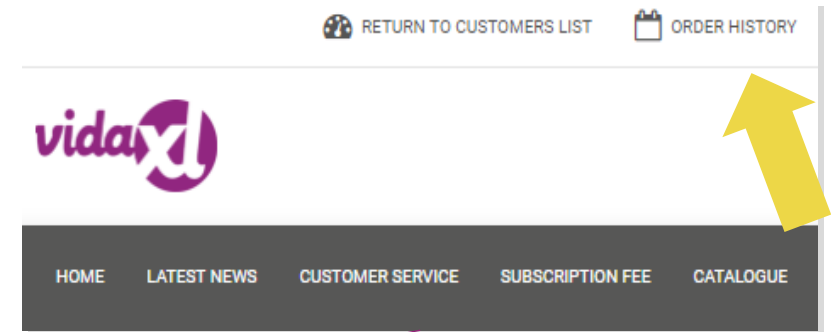 RETURN TO CUSTOMERS LIST ORDER HISTORY
vidaxl
HOME LATEST NEWS CUSTOMER SERVICE SUBSCRIPTION FEE CATALOGUE